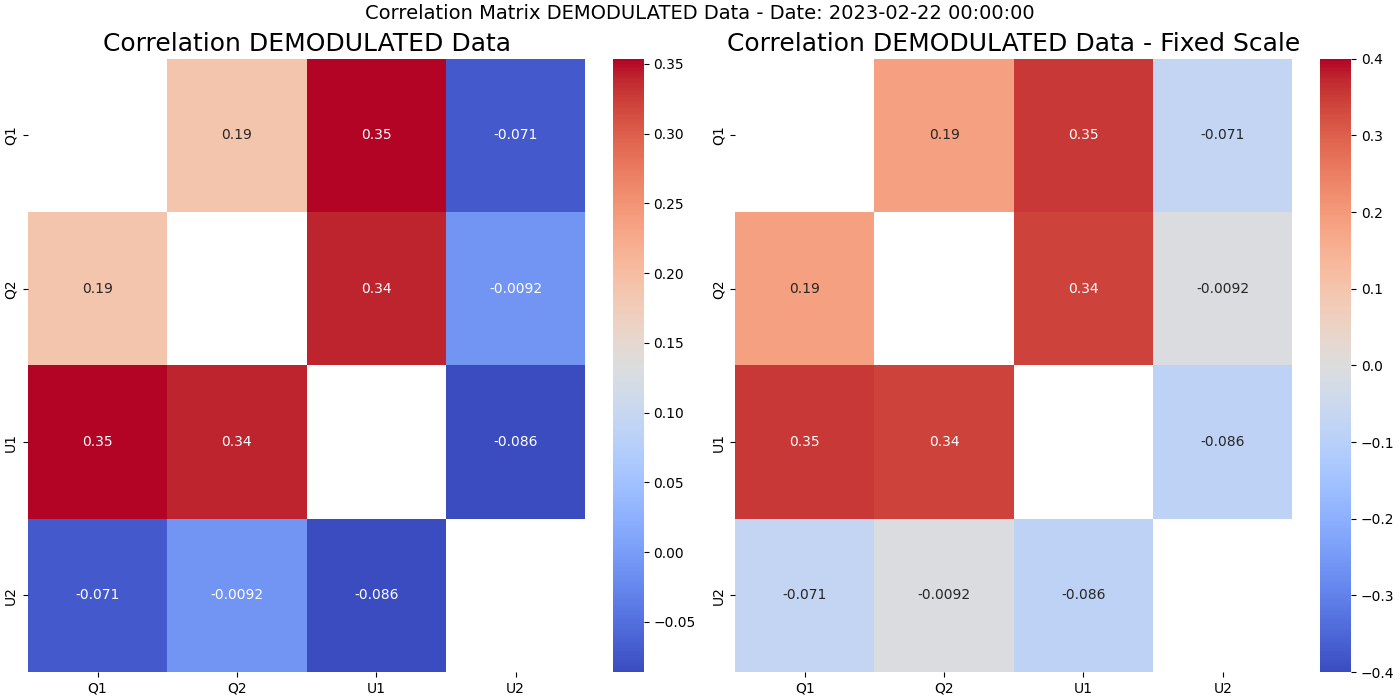 Correlation Matrix DEMODULATED Data - Date: 2023-02-22 00:00:00
Correlation DEMODULATED Data
Q1
0.19
0.35
-0.071
Q2
0.19
0.34
-0.0092
U1
0.35
0.34
-0.086
U2
-0.071
-0.0092
-0.086
Q1
Q2
U1
U2
0.35
0.30
0.25
0.20
0.15
0.10
0.05
0.00
−0.05
Correlation DEMODULATED Data - Fixed Scale
Q1
0.19
0.35
-0.071
Q2
0.19
0.34
-0.0092
U1
0.35
0.34
-0.086
U2
-0.071
-0.0092
-0.086
Q1
Q2
U1
U2
0.4
0.3
0.2
0.1
0.0
−0.1
−0.2
−0.3
−0.4